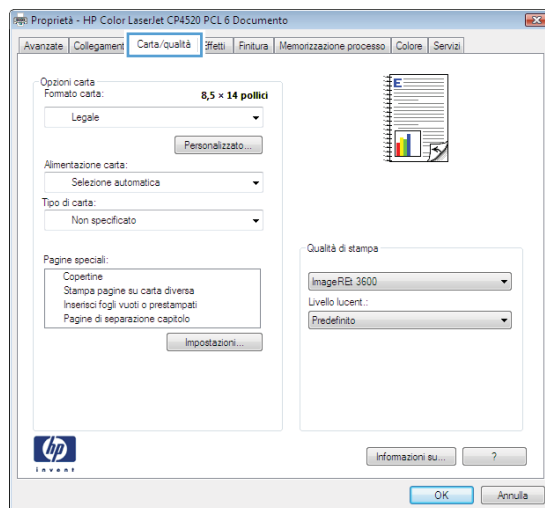 Proprietà - HP Color LaserJet CP4520 PCL 6 Documento
Avanzate Collegament Carta/qualità Effetti Finitura Memorizzazione processo Colore Servizi
Opzioni carta
Formato carta: 8,5 × 14 pollici
Legale
Personalizzato...
Alimentazione carta:
Selezione automatica
Tipo di carta:
Non specificato
Pagine speciali:
Copertine
Stampa pagine su carta diversa
Inserisci fogli vuoti o prestampati
Pagine di separazione capitolo
Impostazioni...
E
Qualità di stampa
ImageREt 3600
Livello lucent.:
Predefinito
hp
invent
Informazioni su... ?
OK Annulla